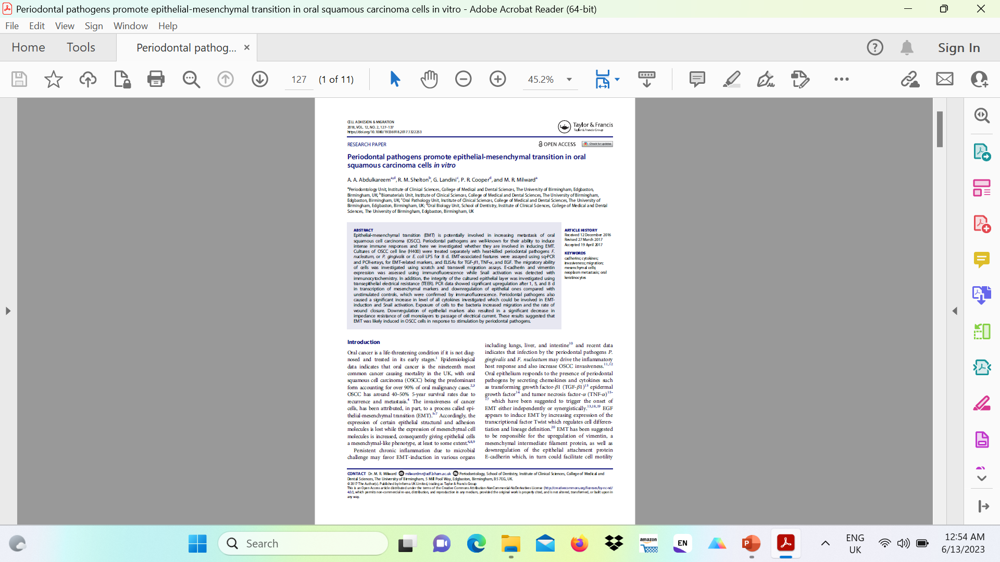 Periodontal pathogens promote epithelial-mesenchymal transition in oral squamous carcinoma cells in vitro - Adobe Acrobat Reader (64-bit)
File Edit View Sign Window Help
Home Tools Periodontal pathog... Sign In
127 (1 of 11) 45.2%
CELL ADHESION & MIGRATION
2018, VOL. 12, NO. 2, 127–137
https://doi.org/10.1080/19336918.2017.1322253
Taylor & Francis
Taylor & Francis Group
RESEARCH PAPER
OPEN ACCESS Check for updates
Periodontal pathogens promote epithelial-mesenchymal transition in oral
squamous carcinoma cells in vitro
A. A. Abdulkareem^a,d, R. M. Shelton^b, G. Landini^c, P. R. Cooper^d, and M. R. Milward^a
^aPeriodontology Unit, Institute of Clinical Sciences, College of Medical and Dental Sciences, The University of Birmingham, Edgbaston,
Birmingham, UK; ^bBiomaterials Unit, Institute of Clinical Sciences, College of Medical and Dental Sciences, The University of Birmingham,
Edgbaston, Birmingham, UK; ^cOral Pathology Unit, Institute of Clinical Sciences, College of Medical and Dental Sciences, The University of
Birmingham, Edgbaston, Birmingham, UK; ^dOral Biology Unit, School of Dentistry, Institute of Clinical Sciences, College of Medical and Dental
Sciences, The University of Birmingham, Edgbaston, Birmingham, UK
ABSTRACT
Epithelial-mesenchymal transition (EMT) is potentially involved in increasing metastasis of oral
squamous cell carcinoma (OSCC). Periodontal pathogens are well-known for their ability to induce
intense immune responses and here we investigated whether they are involved in inducing EMT.
Cultures of OSCC cell line (H400) were treated separately with heat-killed periodontal pathogens F.
nucleatum, or P. gingivalis or E. coli LPS for 8 d. EMT-associated features were assayed using sq-PCR
and PCR-arrays, for EMT-related markers, and ELISAs for TGF-β1, TNF-α, and EGF. The migratory ability
of cells was investigated using scratch and transwell migration assays. E-cadherin and vimentin
expression was assessed using immunofluorescence while Snail activation was detected with
immunocytochemistry. In addition, the integrity of the cultured epithelial layer was investigated using
transepithelial electrical resistance (TEER). PCR data showed significant upregulation after 1, 5, and 8 d
in transcription of mesenchymal markers and downregulation of epithelial ones compared with
unstimulated controls, which were confirmed by immunofluorescence. Periodontal pathogens also
caused a significant increase in level of all cytokines investigated which could be involved in EMT-
induction and Snail activation. Exposure of cells to the bacteria increased migration and the rate of
wound closure. Downregulation of epithelial markers also resulted in a significant decrease in
impedance resistance of cell monolayers to passage of electrical current. These results suggested that
EMT was likely induced in OSCC cells in response to stimulation by periodontal pathogens.
ARTICLE HISTORY
Received 12 December 2016
Revised 27 March 2017
Accepted 19 April 2017
KEYWORDS
cadherins; cytokines;
invasiveness; migration;
mesenchymal cells;
neoplasm metastasis; oral
keratinocytes
Introduction
Oral cancer is a life-threatening condition if it is not diag-
nosed and treated in its early stages.^1 Epidemiological
data indicates that oral cancer is the nineteenth most
common cancer causing mortality in the UK, with oral
squamous cell carcinoma (OSCC) being the predominant
form accounting for over 90% of oral malignancy cases.^2,3
OSCC has around 40–50% 5-year survival rates due to
recurrence and metastasis.^4 The invasiveness of cancer
cells, has been attributed, in part, to a process called epi-
thelial-mesenchymal transition (EMT).^5-7 Accordingly, the
expression of certain epithelial structural and adhesion
molecules is lost while the expression of mesenchymal cell
molecules is increased, consequently giving epithelial cells
a mesenchymal-like phenotype, at least to some extent.^6,8,9
Persistent chronic inflammation due to microbial
challenge may favor EMT-induction in various organs
including lungs, liver, and intestine^10 and recent data
indicates that infection by the periodontal pathogens P.
gingivalis and F. nucleatum may drive the inflammatory
host response and also increase OSCC invasiveness.^11,12
Oral epithelium responds to the presence of periodontal
pathogens by secreting chemokines and cytokines such
as transforming growth factor-β1 (TGF-β1)^13 epidermal
growth factor^14 and tumor necrosis factor-α (TNF-α)^15-
^17 which have been suggested to trigger the onset of
EMT either independently or synergistically.^13,18,19 EGF
appears to induce EMT by increasing expression of the
transcriptional factor Twist which regulates cell differen-
tiation and lineage definition.^20 EMT has been suggested
to be responsible for the upregulation of vimentin, a
mesenchymal intermediate filament protein, as well as
downregulation of the epithelial attachment protein
E-cadherin which, in turn could facilitate cell motility
CONTACT Dr. M. R. Milward milwardmr@adf.bham.ac.uk Periodontology, School of Dentistry, Institute of Clinical Sciences, College of Medical and
Dental Sciences, The University of Birmingham, 5 Mill Pool Way, Edgbaston, Birmingham, B5 7EG, UK.
© 2017 The Author(s). Published by Informa UK Limited, trading as Taylor & Francis Group
This is an Open Access article distributed under the terms of the Creative Commons Attribution-NonCommercial-NoDerivatives License (http://creativecommons.org/licenses/by-nc-nd/
4.0/), which permits non-commercial re-use, distribution, and reproduction in any medium, provided the original work is properly cited, and is not altered, transformed, or built upon in
any way.
Search
amazon
EN
P
ENG
UK
12:54 AM
6/13/2023